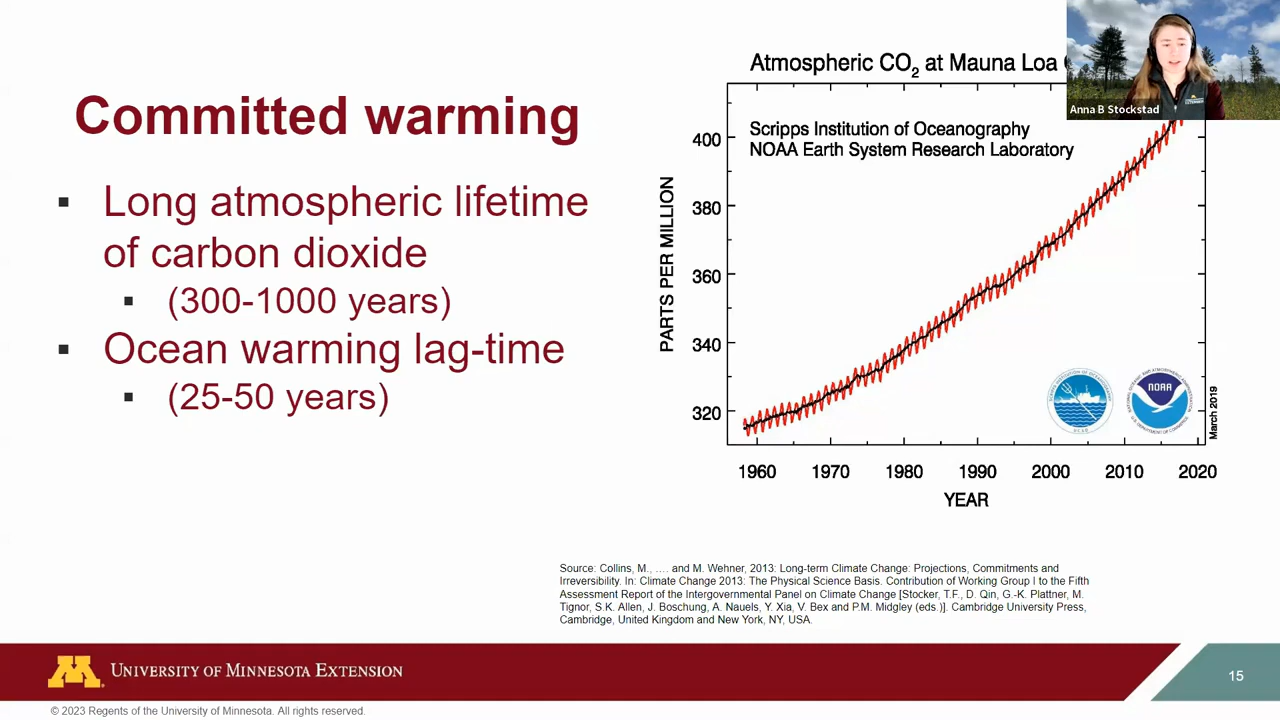 Committed warming
▪ Long atmospheric lifetime
of carbon dioxide
▪ (300-1000 years)
▪ Ocean warming lag-time
▪ (25-50 years)
Atmospheric CO2 at Mauna Loa
Anna B Stockstad
Scripps Institution of Oceanography
NOAA Earth System Research Laboratory
PARTS PER MILLION
400
380
360
340
320
1960 1970 1980 1990 2000 2010 2020
YEAR
NOAA
March 2019
Source: Collins, M., …. and M. Wehner, 2013: Long-term Climate Change: Projections, Commitments and
Irreversibility. In: Climate Change 2013: The Physical Science Basis. Contribution of Working Group I to the Fifth
Assessment Report of the Intergovernmental Panel on Climate Change [Stocker, T.F., D. Qin, G.-K. Plattner, M.
Tignor, S.K. Allen, J. Boschung, A. Nauels, Y. Xia, V. Bex and P.M. Midgley (eds.)]. Cambridge University Press,
Cambridge, United Kingdom and New York, NY, USA.
M
UNIVERSITY OF MINNESOTA EXTENSION
15
© 2023 Regents of the University of Minnesota. All rights reserved.